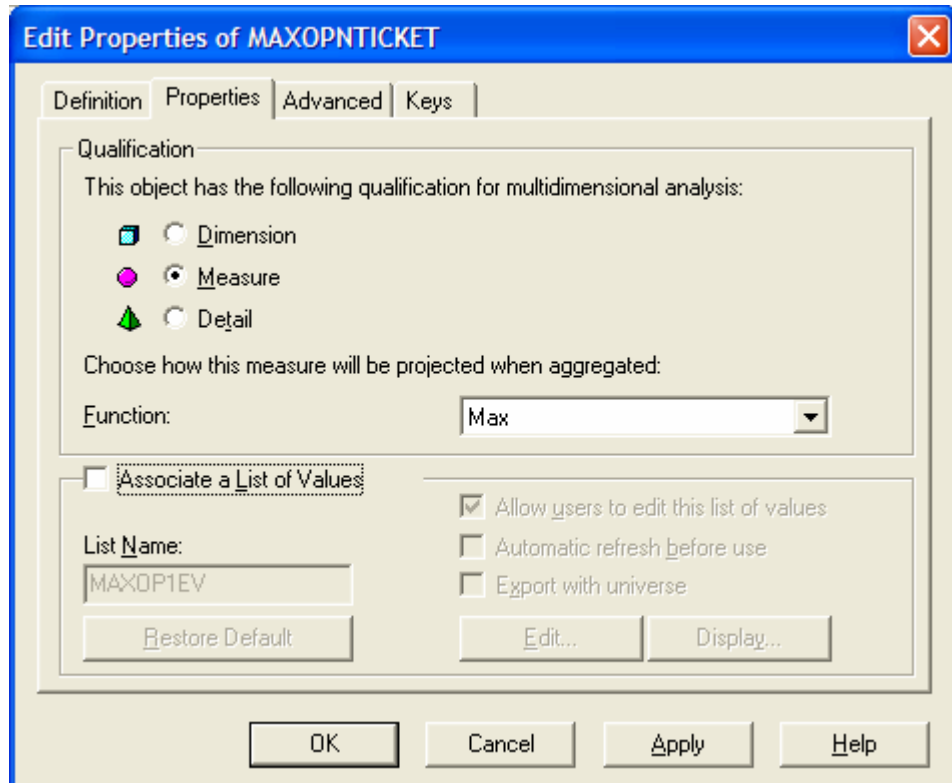 Edit Properties of MAXOPNTICKET
Definition Properties Advanced Keys
Qualification
This object has the following qualification for multidimensional analysis:
Dimension
Measure
Detail
Choose how this measure will be projected when aggregated:
Function: Max
Associate a List of Values
Allow users to edit this list of values
List Name:
Automatic refresh before use
MAXOP1EV
Export with universe
Restore Default Edit... Display...
OK Cancel Apply Help